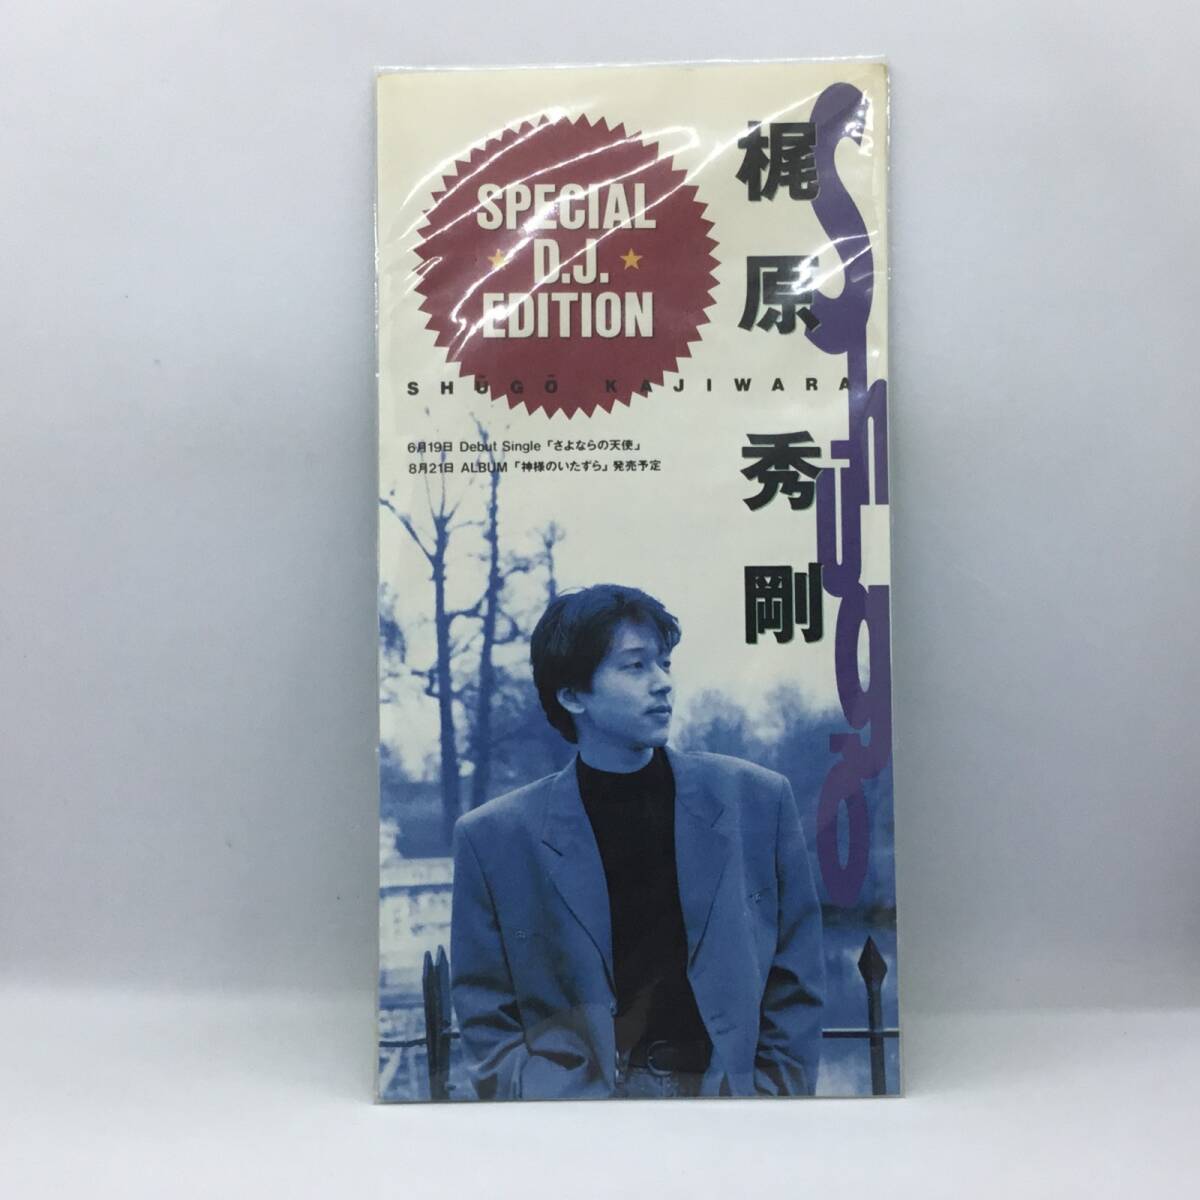 SPECIAL
D.J.
EDITION
梶原秀剛
Shugo
SHŪGŌ KAJIWARA
6月19日 Debut Single「さよならの天使」
8月21日 ALBUM「神様のいたずら」発売予定